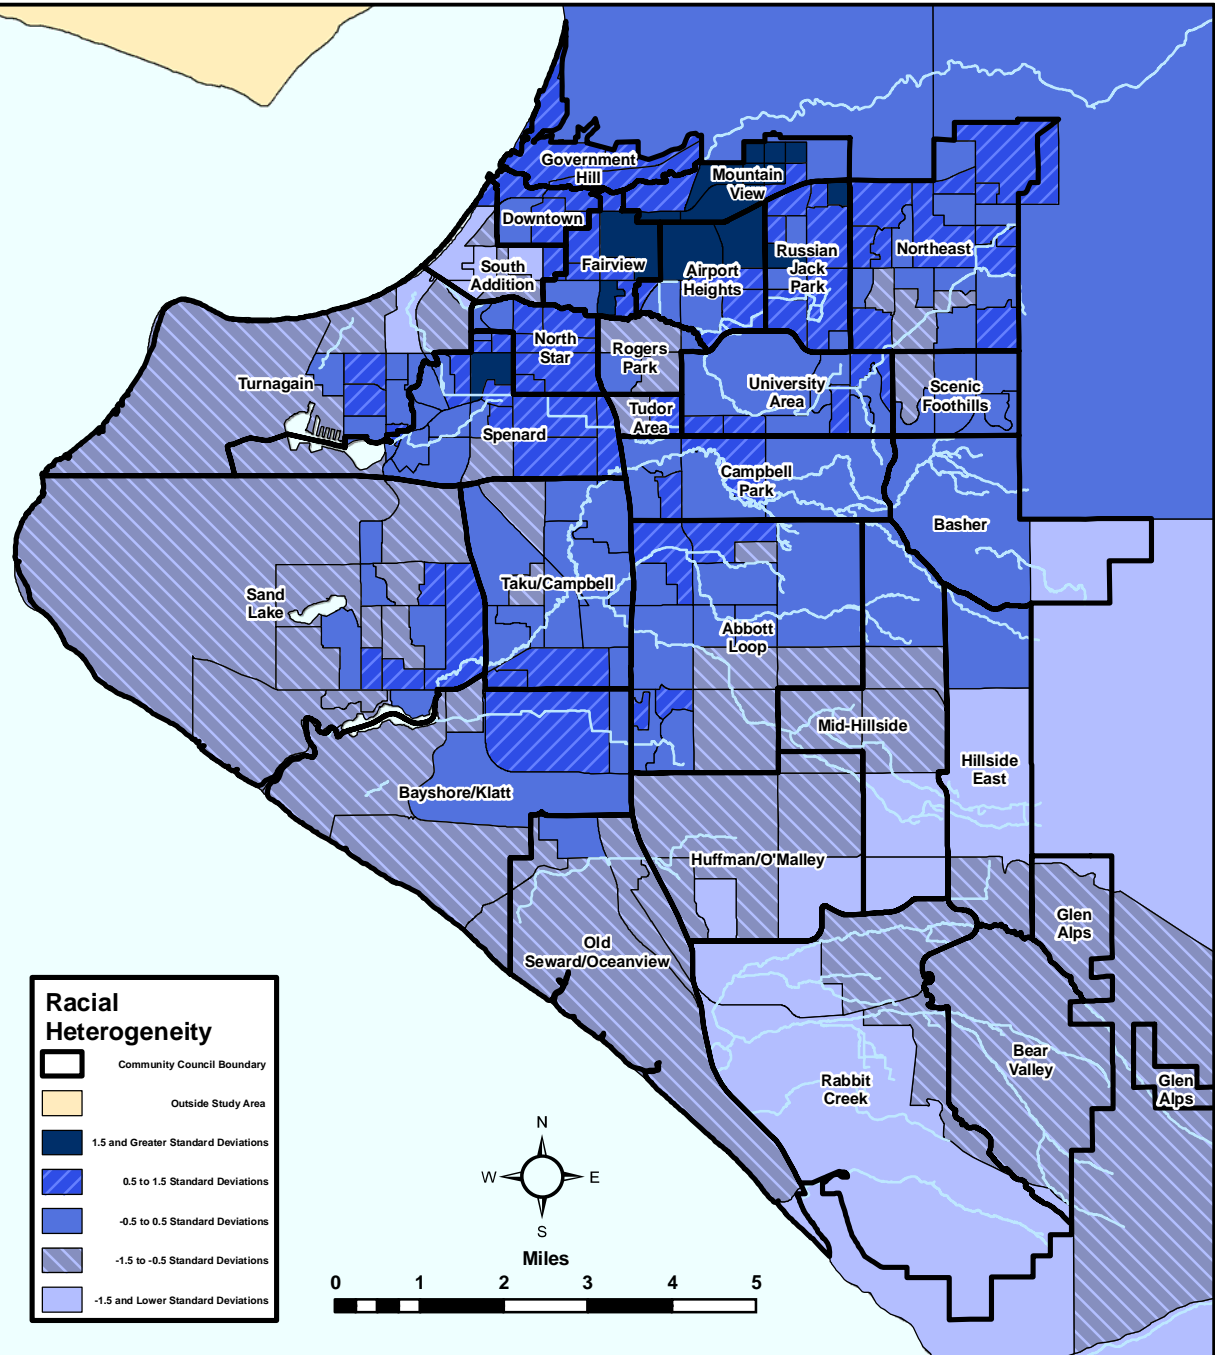 Government
Hill
Mountain
View
Downtown
Northeast
Fairview
Russian
Jack
Park
South
Addition
Airport
Heights
North
Star
Rogers
Park
Turnagain
University
Area
Scenic
Foothills
Tudor
Area
Spenard
Campbell
Park
Basher
Sand
Lake
Taku/Campbell
Abbott
Loop
Mid-Hillside
Hillside
East
Bayshore/Klatt
Huffman/O'Malley
Glen
Alps
Old
Seward/Oceanview
Bear
Valley
Rabbit
Creek
Glen
Alps
Racial
Heterogeneity
Community Council Boundary
Outside Study Area
1.5 and Greater Standard Deviations
0.5 to 1.5 Standard Deviations
-0.5 to 0.5 Standard Deviations
-1.5 to -0.5 Standard Deviations
-1.5 and Lower Standard Deviations
N
W E
S
Miles
0 1 2 3 4 5